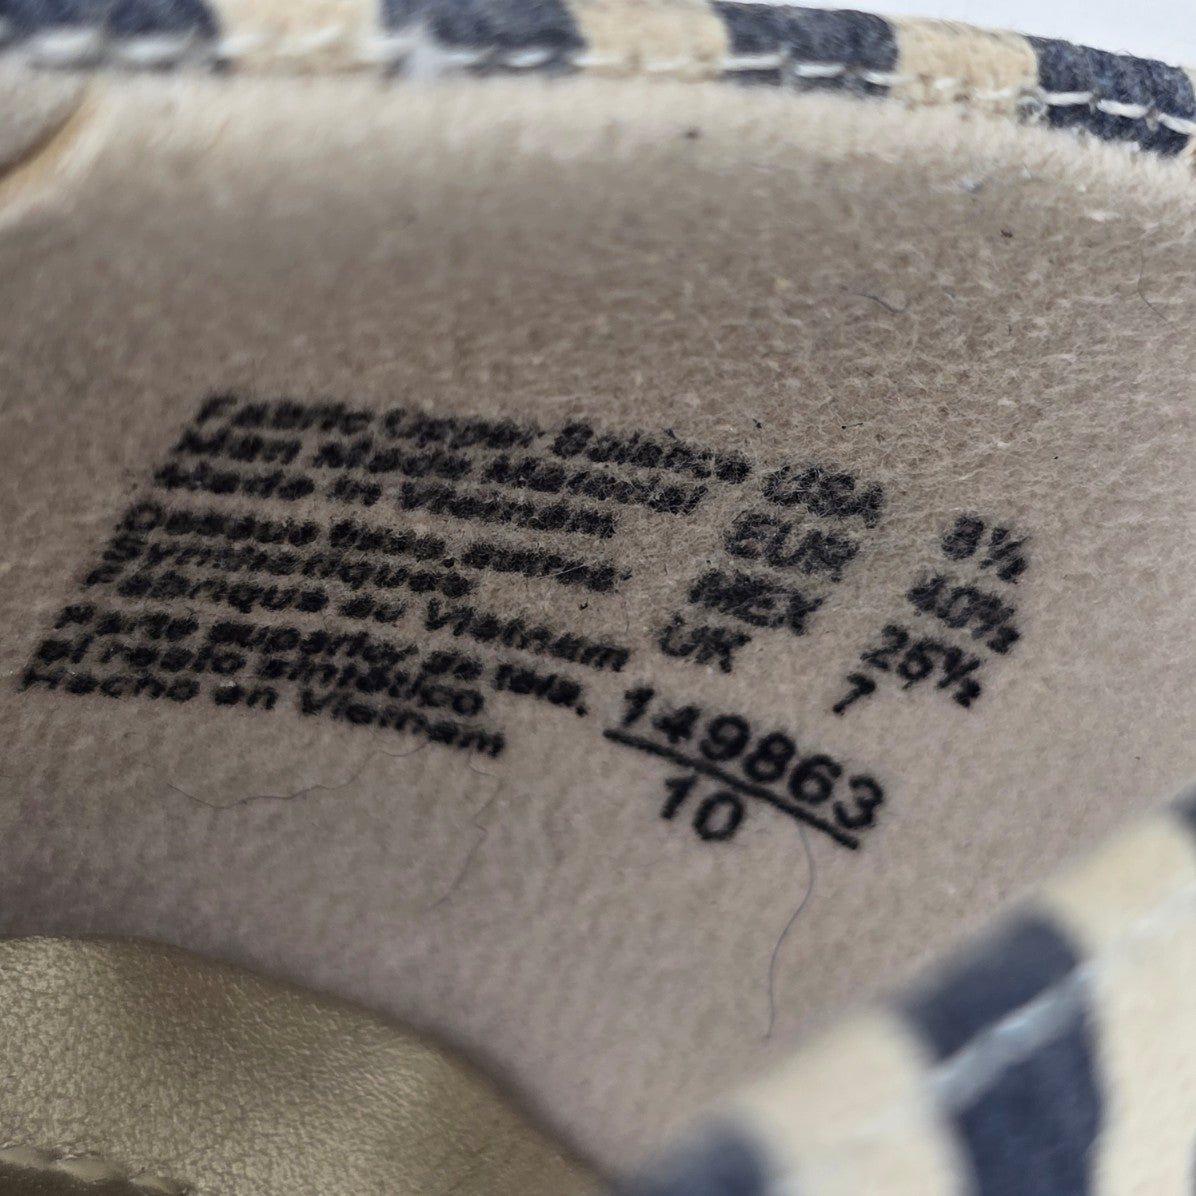 Fabric Upper Balance USA 8½
Man Made Material EUR 40½
Made in Vietnam MEX 25½
UK 7
Dessus tissu, autres
Synthétiques
Fabriqué au Vietnam
Parte superior, de tela,
el resto sintético
Hecho en Vietnam
149863
10